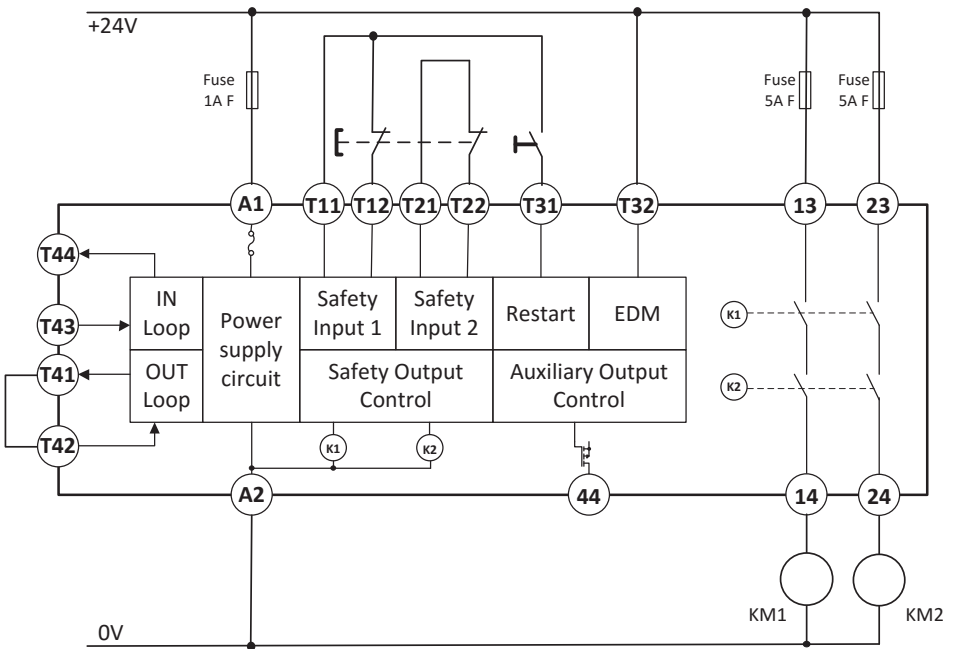 +24V
Fuse
1A F
Fuse
5A F
Fuse
5A F
A1
T11
T12
T21
T22
T31
T32
13
23
T44
T43
T41
T42
IN
Loop
OUT
Loop
Power
supply
circuit
Safety
Input 1
Safety
Input 2
Restart
EDM
Safety Output
Control
Auxiliary Output
Control
K1
K2
K1
K2
A2
44
14
24
KM1
KM2
0V